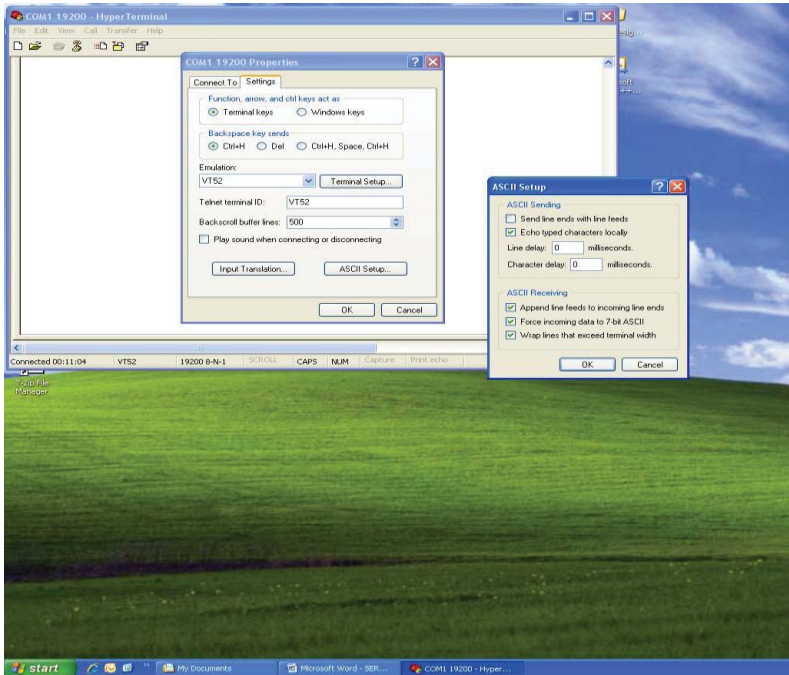 COM1 19200 - HyperTerminal
File Edit View Call Transfer Help
COM1 19200 Properties
Connect To Settings
Function, arrow, and ctrl keys act as
Terminal keys Windows keys
Backspace key sends
Ctrl+H Del Ctrl+H, Space, Ctrl+H
Emulation:
VT52 Terminal Setup...
Telnet terminal ID: VT52
Backscroll buffer lines: 500
Play sound when connecting or disconnecting
Input Translation... ASCII Setup...
OK Cancel
ASCII Setup
ASCII Sending
Send line ends with line feeds
Echo typed characters locally
Line delay: 0 milliseconds.
Character delay: 0 milliseconds.
ASCII Receiving
Append line feeds to incoming line ends
Force incoming data to 7-bit ASCII
Wrap lines that exceed terminal width
OK Cancel
Connected 00:11:04 VT52 19200 8-N-1 SCROLL CAPS NUM Capture Print echo
7-Zip File
Manager
start My Documents Microsoft Word - SER... COM1 19200 - Hyper...